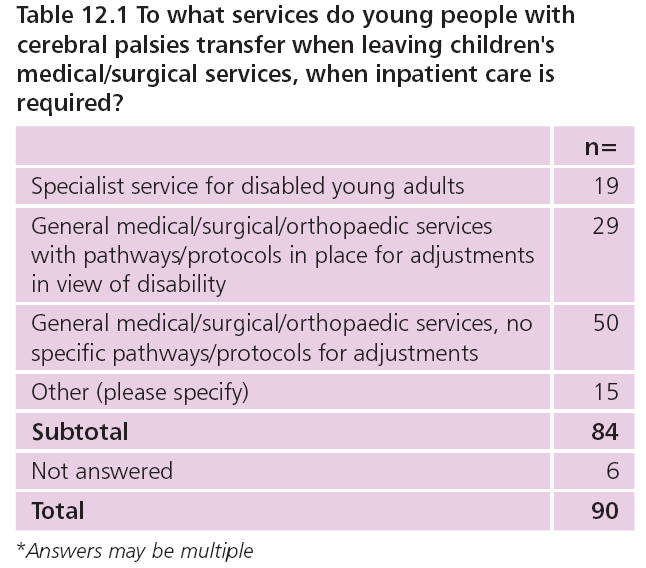 Table 12.1 To what services do young people with
cerebral palsies transfer when leaving children's
medical/surgical services, when inpatient care is
required?
n=
Specialist service for disabled young adults 19
General medical/surgical/orthopaedic services 29
with pathways/protocols in place for adjustments
in view of disability
General medical/surgical/orthopaedic services, no 50
specific pathways/protocols for adjustments
Other (please specify) 15
Subtotal 84
Not answered 6
Total 90
*Answers may be multiple